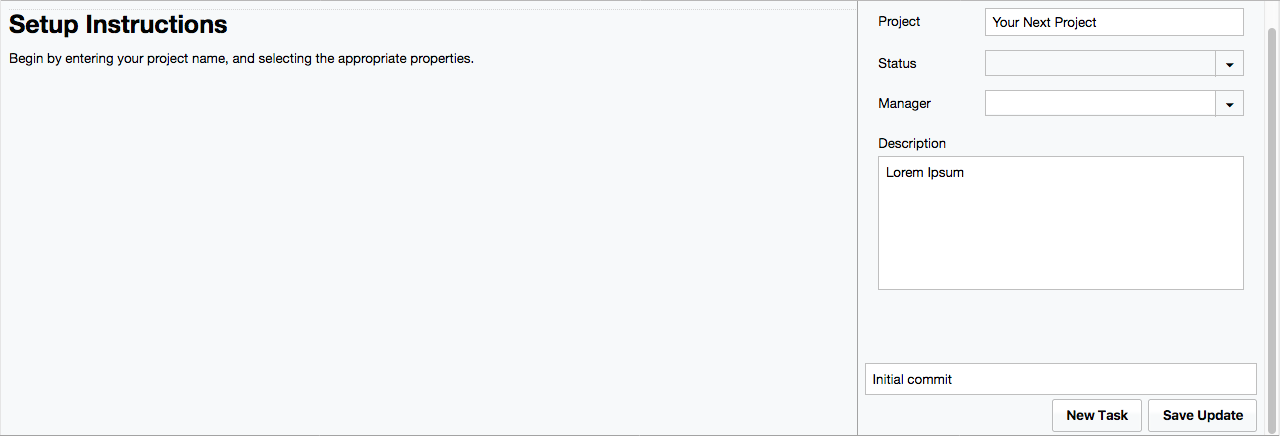 Setup Instructions
Begin by entering your project name, and selecting the appropriate properties.
Project
Your Next Project
Status
Manager
Description
Lorem Ipsum
Initial commit
New Task
Save Update